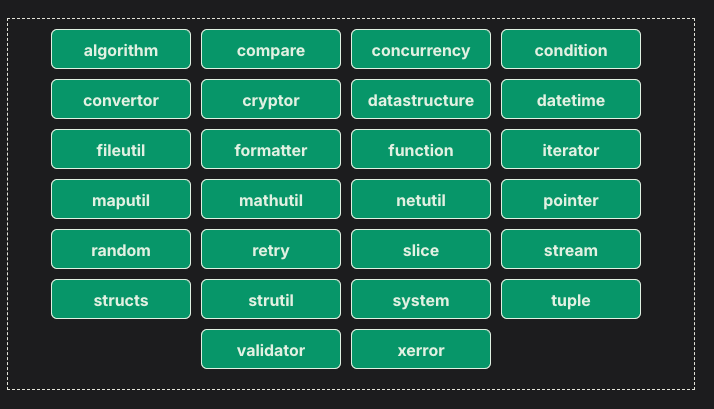 algorithm compare concurrency condition
convertor cryptor datastructure datetime
fileutil formatter function iterator
maputil mathutil netutil pointer
random retry slice stream
structs strutil system tuple
validator xerror